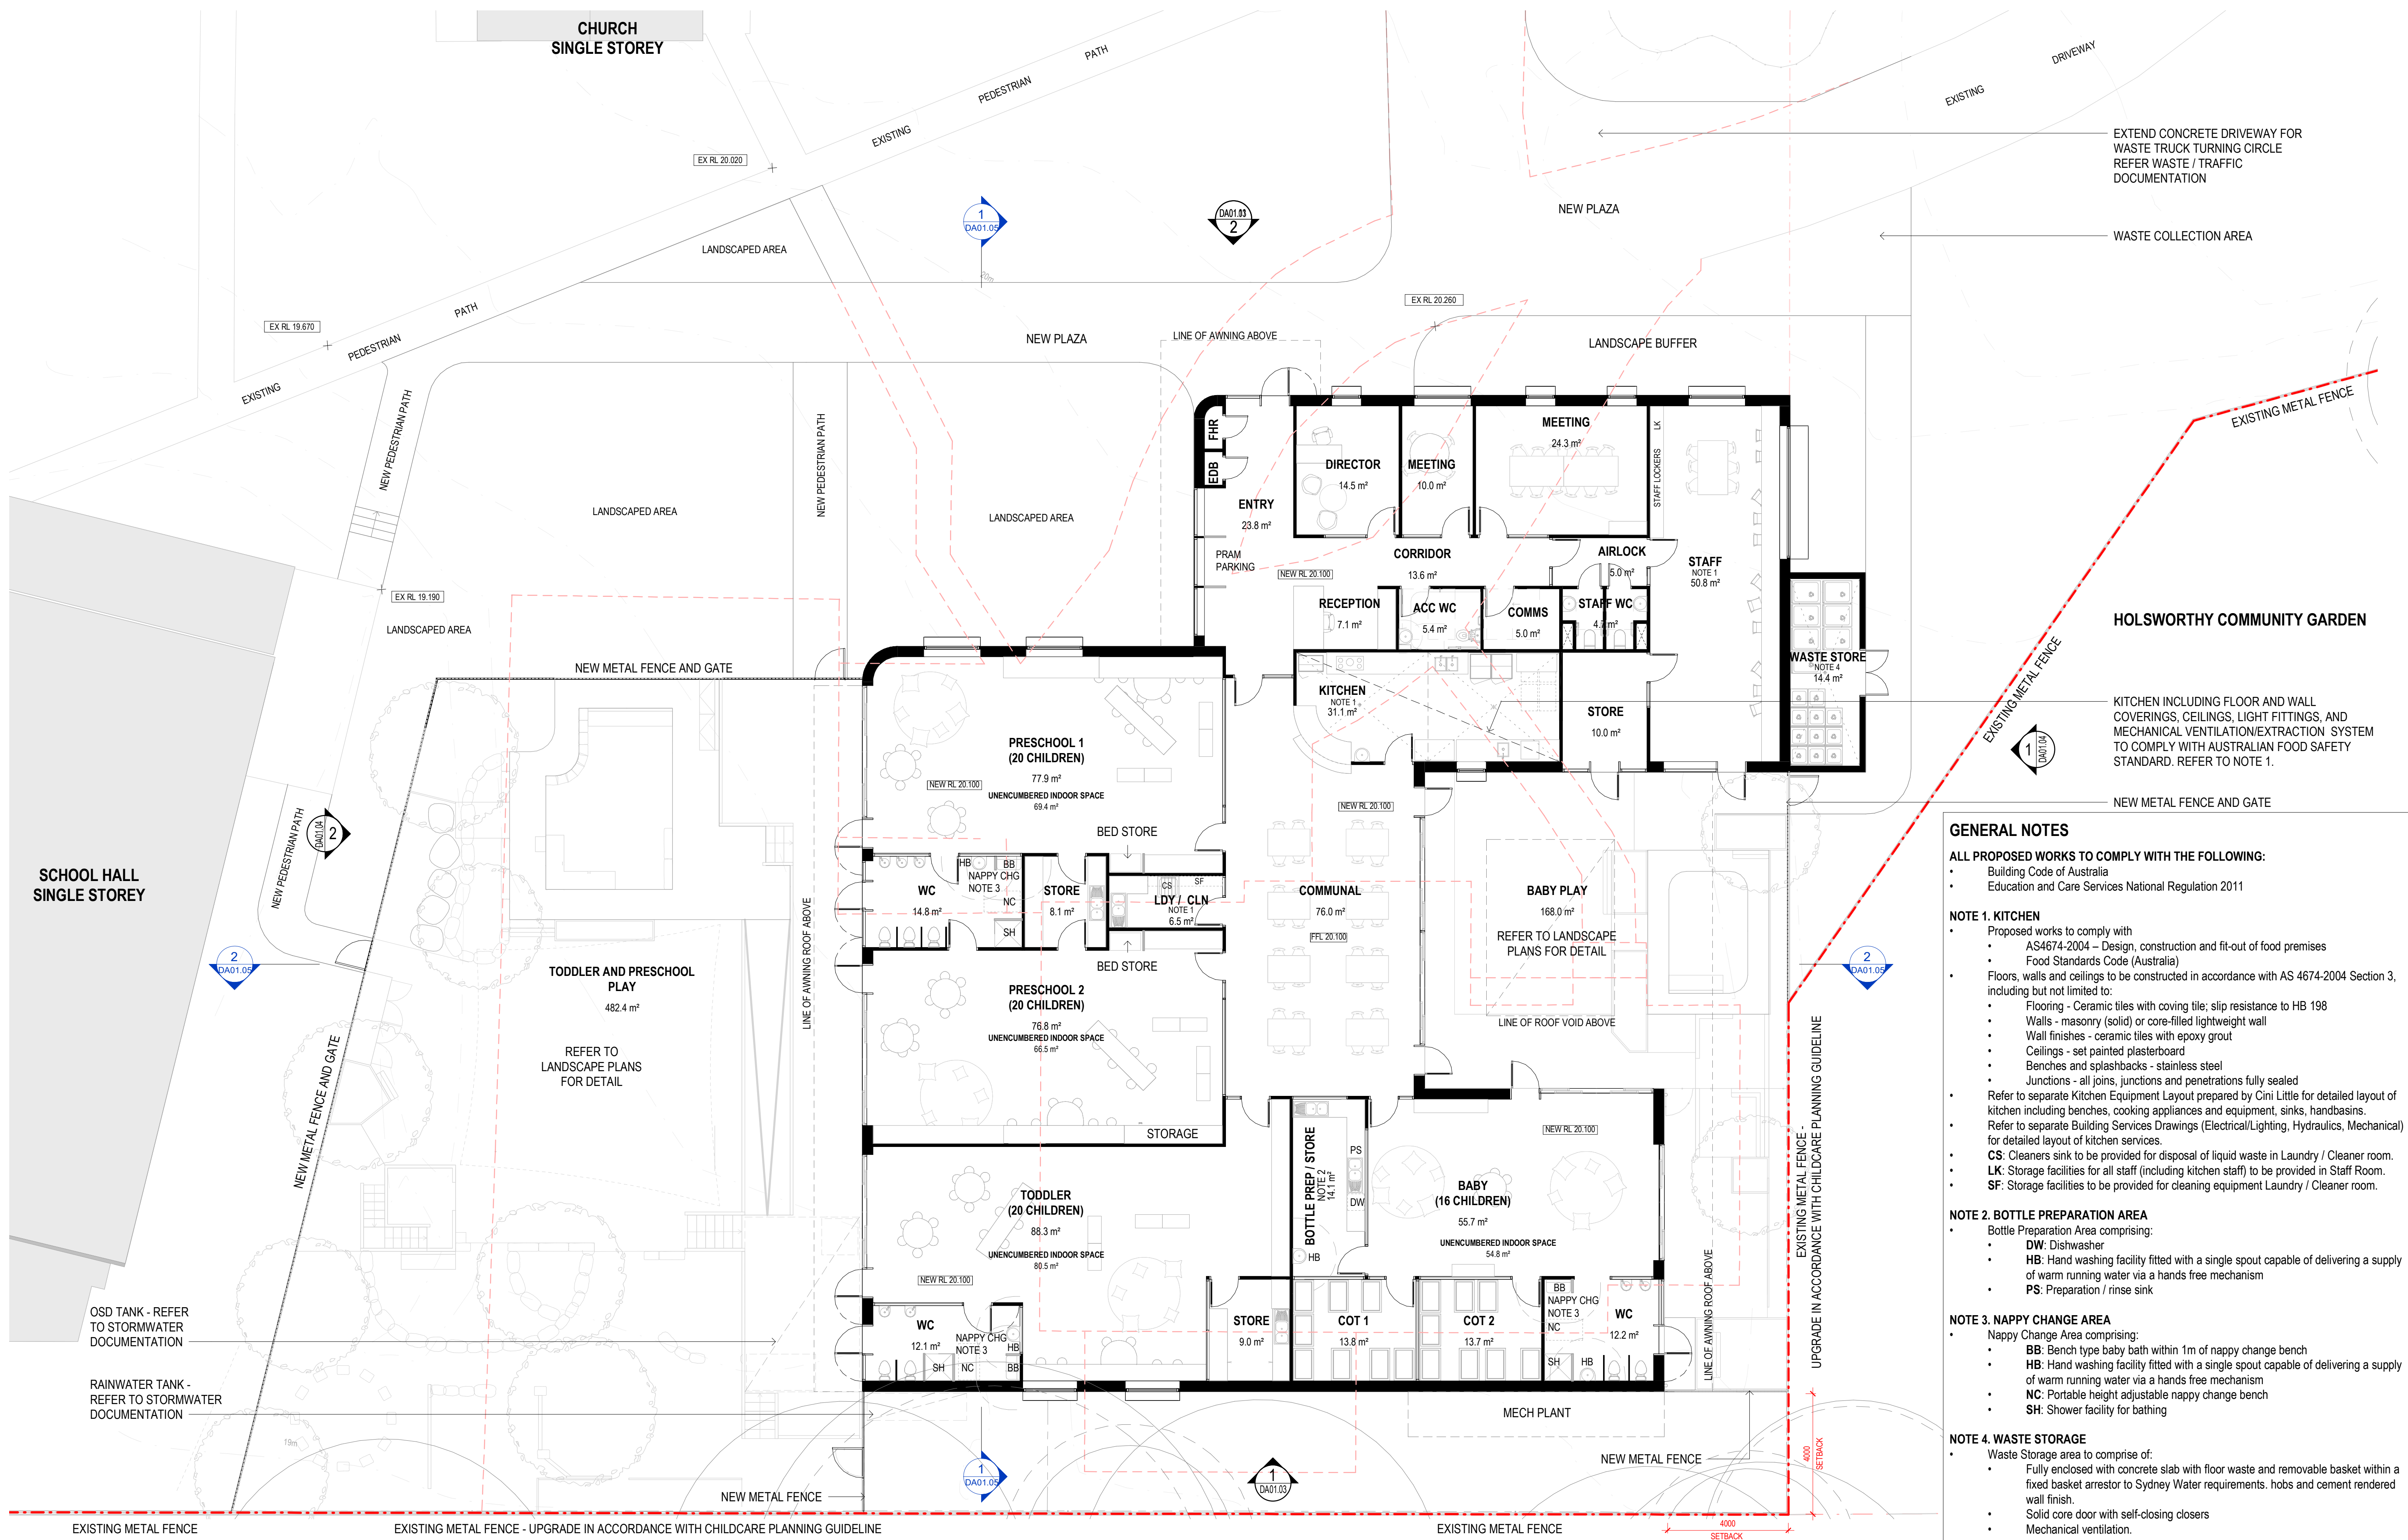 CHURCH
SINGLE STOREY
PATH
PEDESTRIAN
EXISTING
DRIVEWAY
EXISTING
EX RL 20.020
EXTEND CONCRETE DRIVEWAY FOR
WASTE TRUCK TURNING CIRCLE
REFER WASTE / TRAFFIC
DOCUMENTATION
1
DA01.05
DA01.03
2
NEW PLAZA
WASTE COLLECTION AREA
LANDSCAPED AREA
20m
EX RL 20.260
PATH
EX RL 19.670
PEDESTRIAN
EXISTING
NEW PLAZA
LINE OF AWNING ABOVE
LANDSCAPE BUFFER
EXISTING METAL FENCE
NEW PEDESTRIAN PATH
NEW PEDESTRIAN PATH
LANDSCAPED AREA
LANDSCAPED AREA
FHR
EDB
ENTRY
23.8 m²
DIRECTOR
14.5 m²
MEETING
10.0 m²
MEETING
24.3 m²
LK
STAFF LOCKERS
PRAM
PARKING
NEW RL 20.100
CORRIDOR
13.6 m²
AIRLOCK
5.0 m²
STAFF
NOTE 1
50.8 m²
EX RL 19.190
LANDSCAPED AREA
RECEPTION
7.1 m²
ACC WC
5.4 m²
COMMS
5.0 m²
STAFF WC
4.7 m²
HOLSWORTHY COMMUNITY GARDEN
WASTE STORE
NOTE 4
14.4 m²
EXISTING METAL FENCE
NEW METAL FENCE AND GATE
KITCHEN
NOTE 1
31.1 m²
STORE
10.0 m²
KITCHEN INCLUDING FLOOR AND WALL
COVERINGS, CEILINGS, LIGHT FITTINGS, AND
MECHANICAL VENTILATION/EXTRACTION SYSTEM
TO COMPLY WITH AUSTRALIAN FOOD SAFETY
STANDARD. REFER TO NOTE 1.
1
DA01.04
NEW METAL FENCE AND GATE
PRESCHOOL 1
(20 CHILDREN)
77.9 m²
NEW RL 20.100
UNENCUMBERED INDOOR SPACE
69.4 m²
BED STORE
NEW RL 20.100
NEW PEDESTRIAN PATH
DA01.04
2
SCHOOL HALL
SINGLE STOREY
HB
BB
NAPPY CHG
NOTE 3
NC
SH
WC
14.8 m²
STORE
8.1 m²
CS
SF
LDY / CLN
NOTE 1
6.5 m²
COMMUNAL
76.0 m²
FFL 20.100
BABY PLAY
168.0 m²
REFER TO LANDSCAPE
PLANS FOR DETAIL
LINE OF ROOF VOID ABOVE
2
DA01.05
2
DA01.05
LINE OF AWNING ROOF ABOVE
TODDLER AND PRESCHOOL
PLAY
482.4 m²
REFER TO
LANDSCAPE PLANS
FOR DETAIL
NEW METAL FENCE AND GATE
BED STORE
PRESCHOOL 2
(20 CHILDREN)
76.8 m²
UNENCUMBERED INDOOR SPACE
66.5 m²
STORAGE
TODDLER
(20 CHILDREN)
88.3 m²
UNENCUMBERED INDOOR SPACE
80.5 m²
NEW RL 20.100
BOTTLE PREP / STORE
NOTE 2
14.1 m²
PS
DW
HB
NEW RL 20.100
BABY
(16 CHILDREN)
55.7 m²
UNENCUMBERED INDOOR SPACE
54.8 m²
EXISTING METAL FENCE -
UPGRADE IN ACCORDANCE WITH CHILDCARE PLANNING GUIDELINE
LINE OF AWNING ROOF ABOVE
WC
12.1 m²
NAPPY CHG
NOTE 3
HB
SH
NC
BB
STORE
9.0 m²
COT 1
13.8 m²
COT 2
13.7 m²
BB
NAPPY CHG
NOTE 3
NC
WC
12.2 m²
SH
HB
OSD TANK - REFER
TO STORMWATER
DOCUMENTATION
RAINWATER TANK -
REFER TO STORMWATER
DOCUMENTATION
19m
MECH PLANT
NEW METAL FENCE
4000
SETBACK
1
DA01.05
1
DA01.03
NEW METAL FENCE
EXISTING METAL FENCE
EXISTING METAL FENCE - UPGRADE IN ACCORDANCE WITH CHILDCARE PLANNING GUIDELINE
EXISTING METAL FENCE
4000
SETBACK
GENERAL NOTES
ALL PROPOSED WORKS TO COMPLY WITH THE FOLLOWING:
• Building Code of Australia
• Education and Care Services National Regulation 2011
NOTE 1. KITCHEN
• Proposed works to comply with
• AS4674-2004 – Design, construction and fit-out of food premises
• Food Standards Code (Australia)
• Floors, walls and ceilings to be constructed in accordance with AS 4674-2004 Section 3,
including but not limited to:
• Flooring - Ceramic tiles with coving tile; slip resistance to HB 198
• Walls - masonry (solid) or core-filled lightweight wall
• Wall finishes - ceramic tiles with epoxy grout
• Ceilings - set painted plasterboard
• Benches and splashbacks - stainless steel
• Junctions - all joins, junctions and penetrations fully sealed
• Refer to separate Kitchen Equipment Layout prepared by Cini Little for detailed layout of
kitchen including benches, cooking appliances and equipment, sinks, handbasins.
• Refer to separate Building Services Drawings (Electrical/Lighting, Hydraulics, Mechanical)
for detailed layout of kitchen services.
• CS: Cleaners sink to be provided for disposal of liquid waste in Laundry / Cleaner room.
• LK: Storage facilities for all staff (including kitchen staff) to be provided in Staff Room.
• SF: Storage facilities to be provided for cleaning equipment Laundry / Cleaner room.
NOTE 2. BOTTLE PREPARATION AREA
• Bottle Preparation Area comprising:
• DW: Dishwasher
• HB: Hand washing facility fitted with a single spout capable of delivering a supply
of warm running water via a hands free mechanism
• PS: Preparation / rinse sink
NOTE 3. NAPPY CHANGE AREA
• Nappy Change Area comprising:
• BB: Bench type baby bath within 1m of nappy change bench
• HB: Hand washing facility fitted with a single spout capable of delivering a supply
of warm running water via a hands free mechanism
• NC: Portable height adjustable nappy change bench
• SH: Shower facility for bathing
NOTE 4. WASTE STORAGE
• Waste Storage area to comprise of:
• Fully enclosed with concrete slab with floor waste and removable basket within a
fixed basket arrestor to Sydney Water requirements. hobs and cement rendered
wall finish.
• Solid core door with self-closing closers
• Mechanical ventilation.